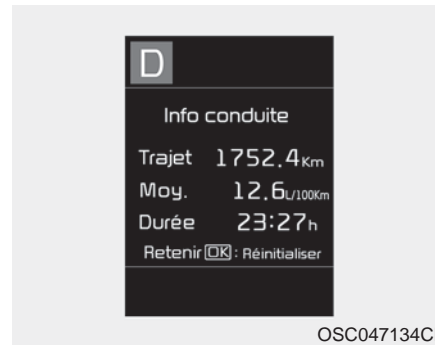 D
Info conduite
Trajet 1752.4Km
Moy. 12.6L/100Km
Durée 23:27h
Retenir OK : Réinitialiser
OSC047134C